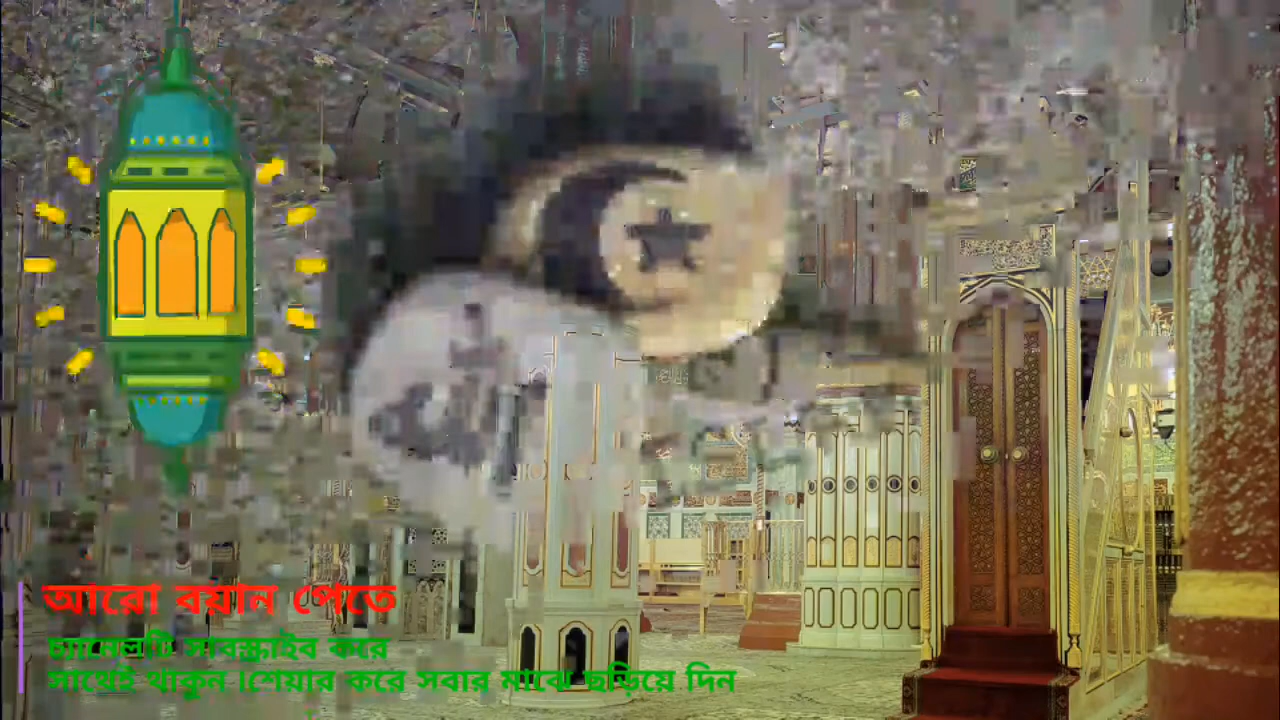 আরো বয়ান পেতে
চ্যানেলটি সাবস্ক্রাইব করে
সাথেই থাকুন ।শেয়ার করে সবার মাঝে ছড়িয়ে দিন